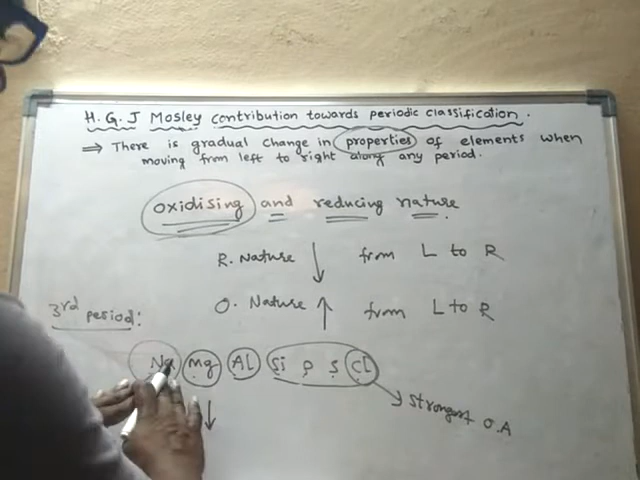 H. G. J Mosley contribution towards periodic classification.
⇒ There is gradual change in properties of elements when
moving from left to right along any period.
oxidising and reducing nature
R. Nature ↓ from L to R
O. Nature ↑ from L to R
3rd period:
Na Mg Al Si P S Cl
↓ → strongest O.A